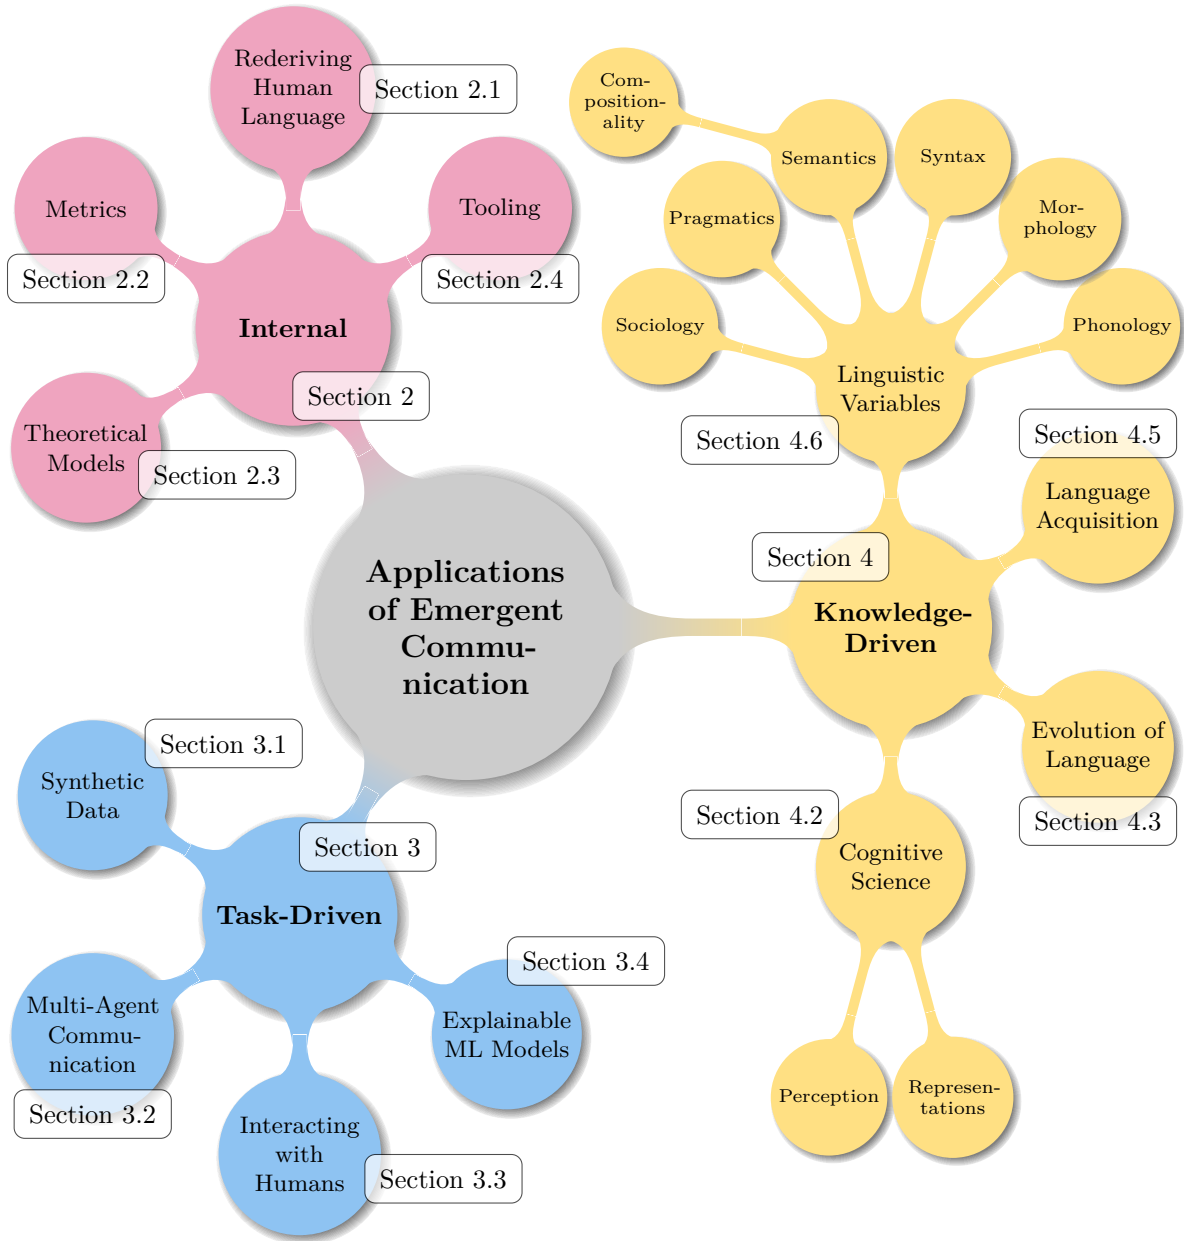 Rederiving
Human
Language
Section 2.1
Metrics
Section 2.2
Tooling
Section 2.4
Internal
Section 2
Theoretical
Models
Section 2.3
Applications
of Emergent
Commu-
nication
Com-
position-
ality
Semantics
Syntax
Pragmatics
Mor-
phology
Sociology
Phonology
Linguistic
Variables
Section 4.6
Section 4.5
Language
Acquisition
Section 4
Knowledge-
Driven
Evolution of
Language
Section 4.3
Section 4.2
Cognitive
Science
Perception
Represen-
tations
Section 3.1
Synthetic
Data
Section 3
Task-Driven
Section 3.4
Explainable
ML Models
Multi-Agent
Commu-
nication
Section 3.2
Interacting
with
Humans
Section 3.3